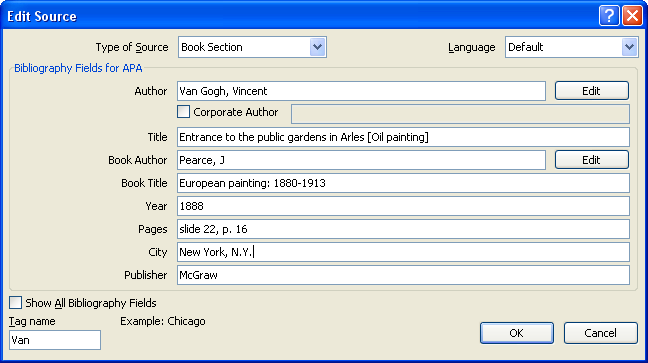 Edit Source
Type of Source Book Section Language Default
Bibliography Fields for APA
Author Van Gogh, Vincent Edit
Corporate Author
Title Entrance to the public gardens in Arles [Oil painting]
Book Author Pearce, J Edit
Book Title European painting: 1880-1913
Year 1888
Pages slide 22, p. 16
City New York, N.Y.
Publisher McGraw
Show All Bibliography Fields
Tag name Example: Chicago
Van OK Cancel